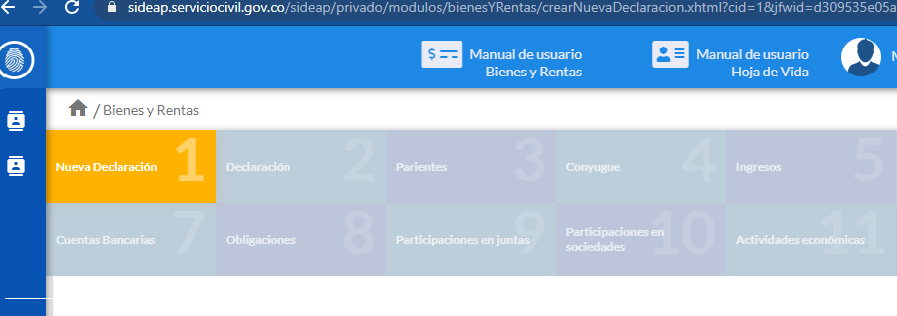 sideap.serviciocivil.gov.co/sideap/privado/modulos/bienesYRentas/crearNuevaDeclaracion.xhtml?cid=1&jfwid=d309535e05a
Manual de usuario
Bienes y Rentas
Manual de usuario
Hoja de Vida
M
/ Bienes y Rentas
Nueva Declaración 1
Declaración 2
Parientes 3
Conyugue 4
Ingresos 5
Cuentas Bancarias 7
Obligaciones 8
Participaciones en juntas 9
Participaciones en
sociedades 10
Actividades económicas 11